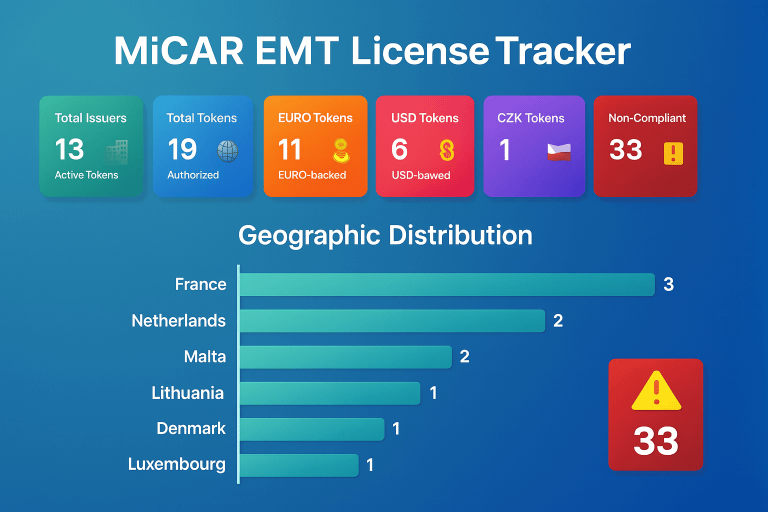 MiCAR EMT License Tracker
Total Issuers
13
Active Tokens
Total Tokens
19
Authorized
EURO Tokens
11
EURO-backed
USD Tokens
6
USD-bawed
CZK Tokens
1
Non-Compliant
33
Geographic Distribution
France 3
Netherlands 2
Malta 2
Lithuania 1
Denmark 1
Luxembourg 1
33